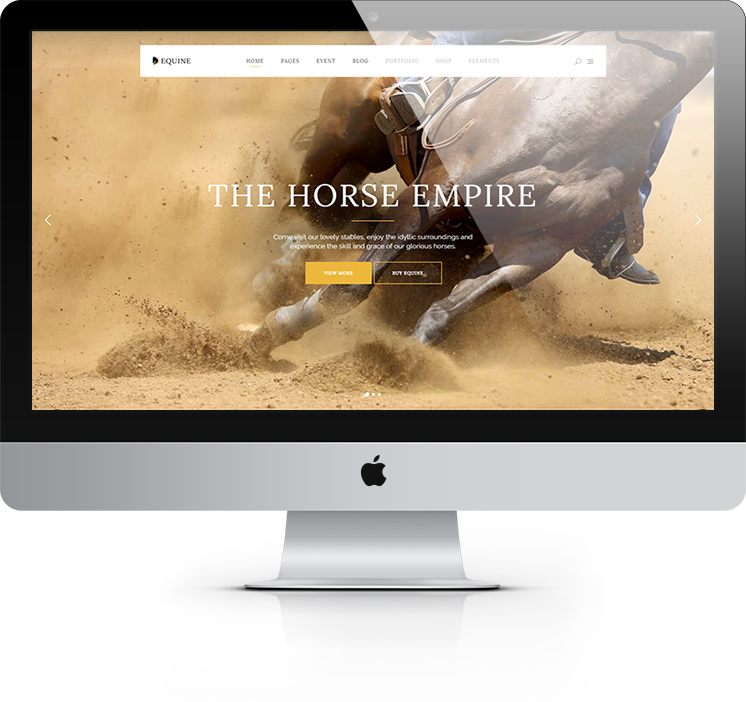 EQUINE
HOME PAGES EVENT BLOG PORTFOLIO SHOP ELEMENTS
THE HORSE EMPIRE
Come visit our lovely stables, enjoy the idyllic surroundings and
experience the skill and grace of our glorious horses.
VIEW MORE BUY EQUINE